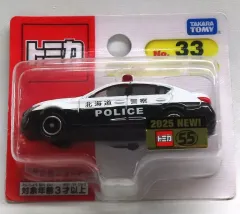 TAKARA
TOMY
トミカ
No. 33
北海道警察
POLICE
2025 NEW!
トミカ 55
対象年齢3才以上